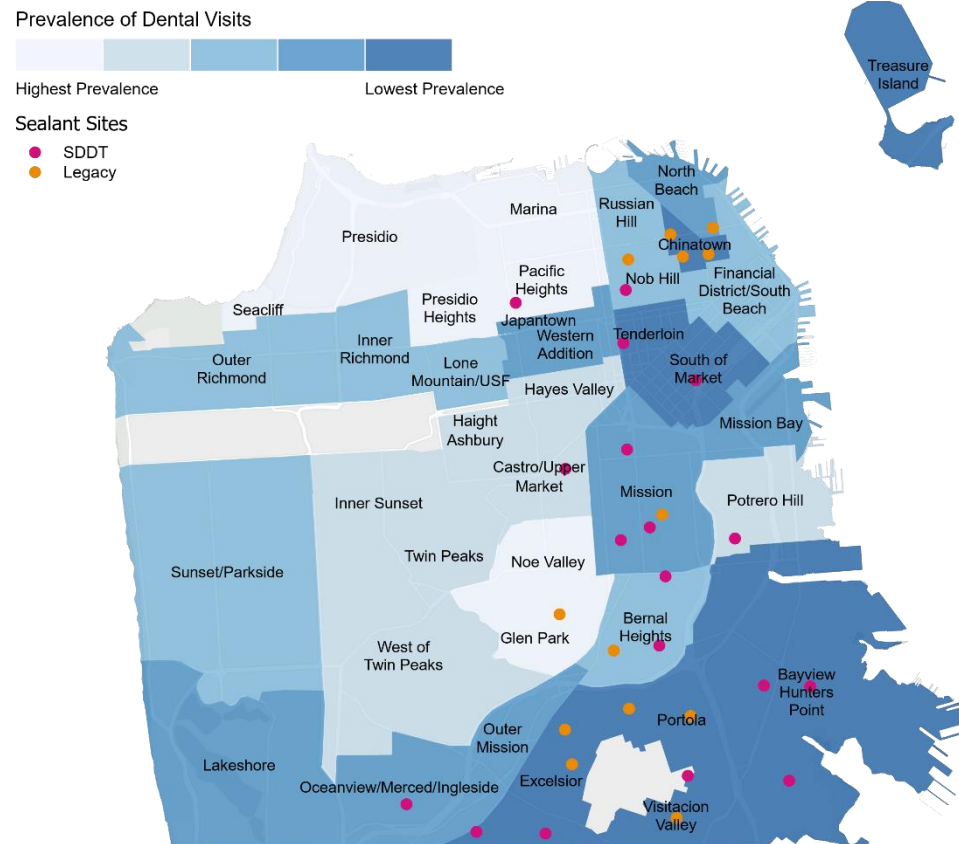 Prevalence of Dental Visits
Highest Prevalence
Lowest Prevalence
Sealant Sites
SDDT
Legacy
Treasure
Island
North
Beach
Russian
Hill
Marina
Presidio
Chinatown
Pacific
Heights
Nob Hill
Financial
District/South
Beach
Seacliff
Presidio
Heights
Japantown
Western
Addition
Tenderloin
Inner
Richmond
Outer
Richmond
Lone
Mountain/USF
South of
Market
Hayes Valley
Haight
Ashbury
Mission Bay
Castro/Upper
Market
Inner Sunset
Mission
Potrero Hill
Twin Peaks
Noe Valley
Sunset/Parkside
Bernal
Heights
Glen Park
West of
Twin Peaks
Bayview
Hunters
Point
Portola
Outer
Mission
Lakeshore
Excelsior
Oceanview/Merced/Ingleside
Visitacion
Valley